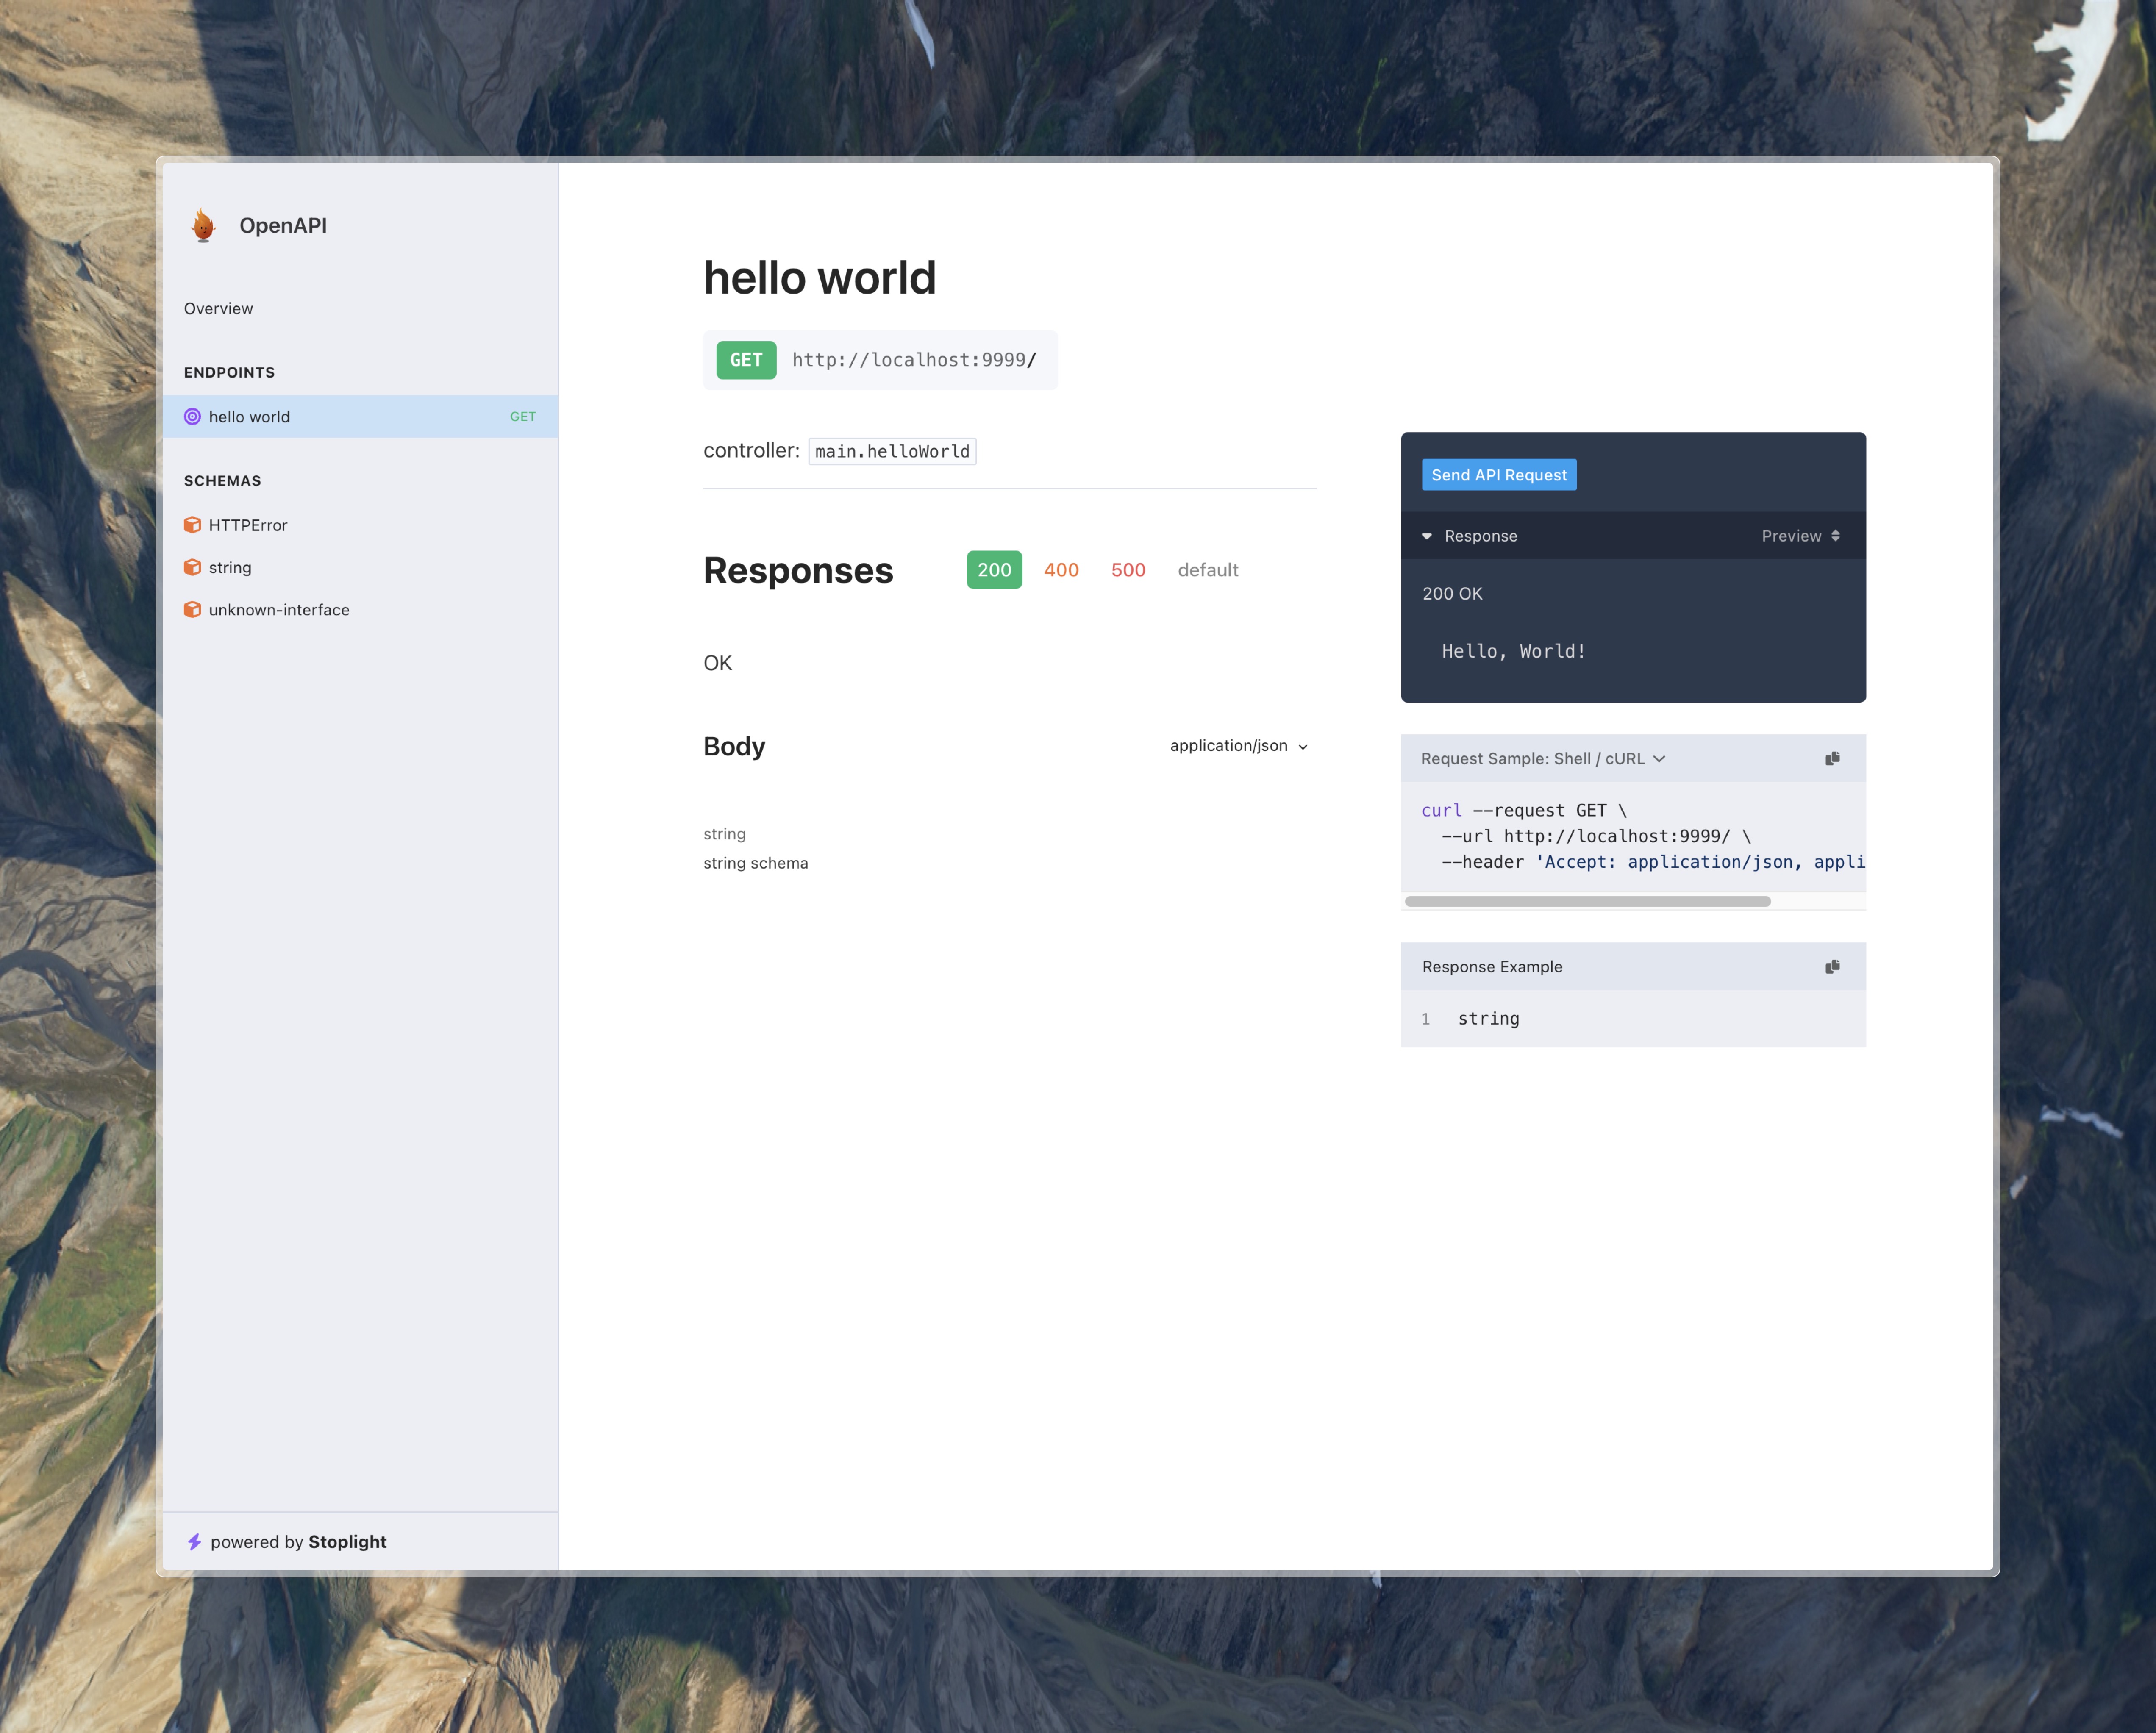 OpenAPI
Overview
ENDPOINTS
hello world GET
SCHEMAS
HTTPError
string
unknown-interface
powered by Stoplight
hello world
GET http://localhost:9999/
controller: main.helloWorld
Responses 200 400 500 default
OK
Body application/json
string
string schema
Send API Request
Response Preview
200 OK
Hello, World!
Request Sample: Shell / cURL
curl --request GET \
--url http://localhost:9999/ \
--header 'Accept: application/json, appli
Response Example
1 string